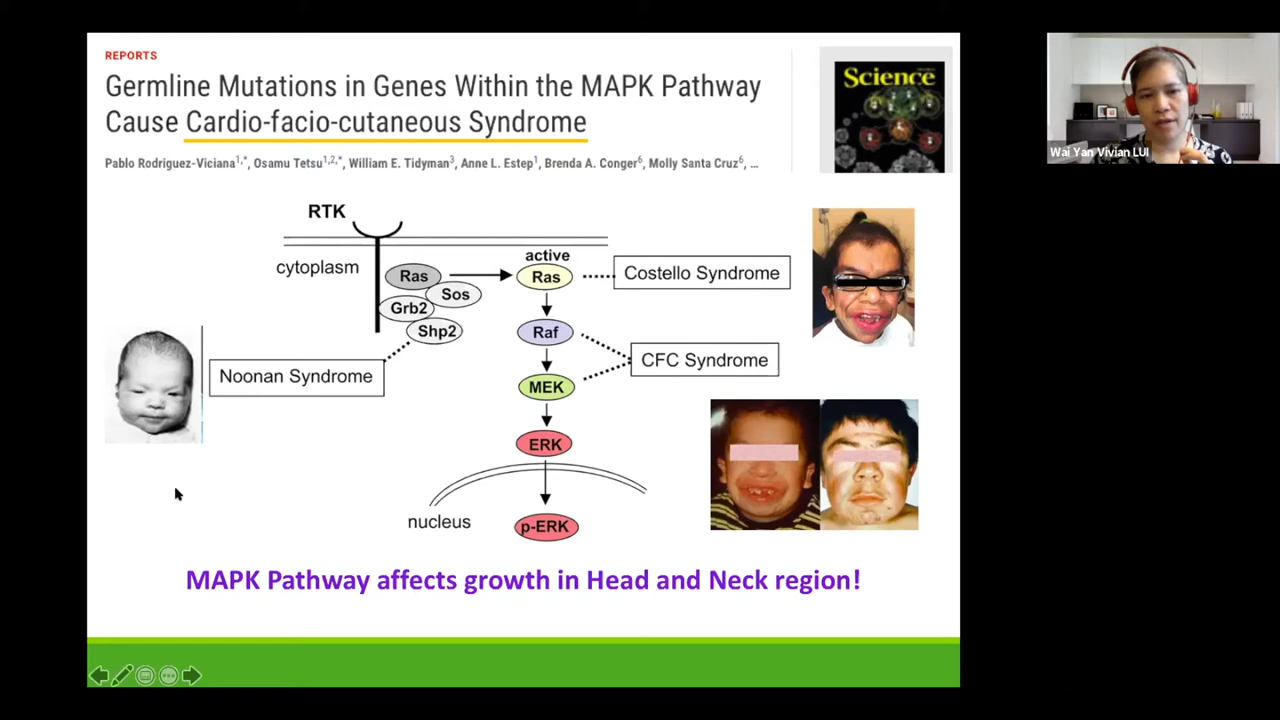 REPORTS
Germline Mutations in Genes Within the MAPK Pathway
Cause Cardio-facio-cutaneous Syndrome
Pablo Rodriguez-Viciana1,*, Osamu Tetsu1,2,*, William E. Tidyman3, Anne L. Estep1, Brenda A. Conger6, Molly Santa Cruz6, ...
Science
Wai Yan Vivian LUI
RTK
cytoplasm
Ras
Sos
Grb2
Shp2
active
Ras
Costello Syndrome
Raf
CFC Syndrome
Noonan Syndrome
MEK
ERK
nucleus
p-ERK
MAPK Pathway affects growth in Head and Neck region!